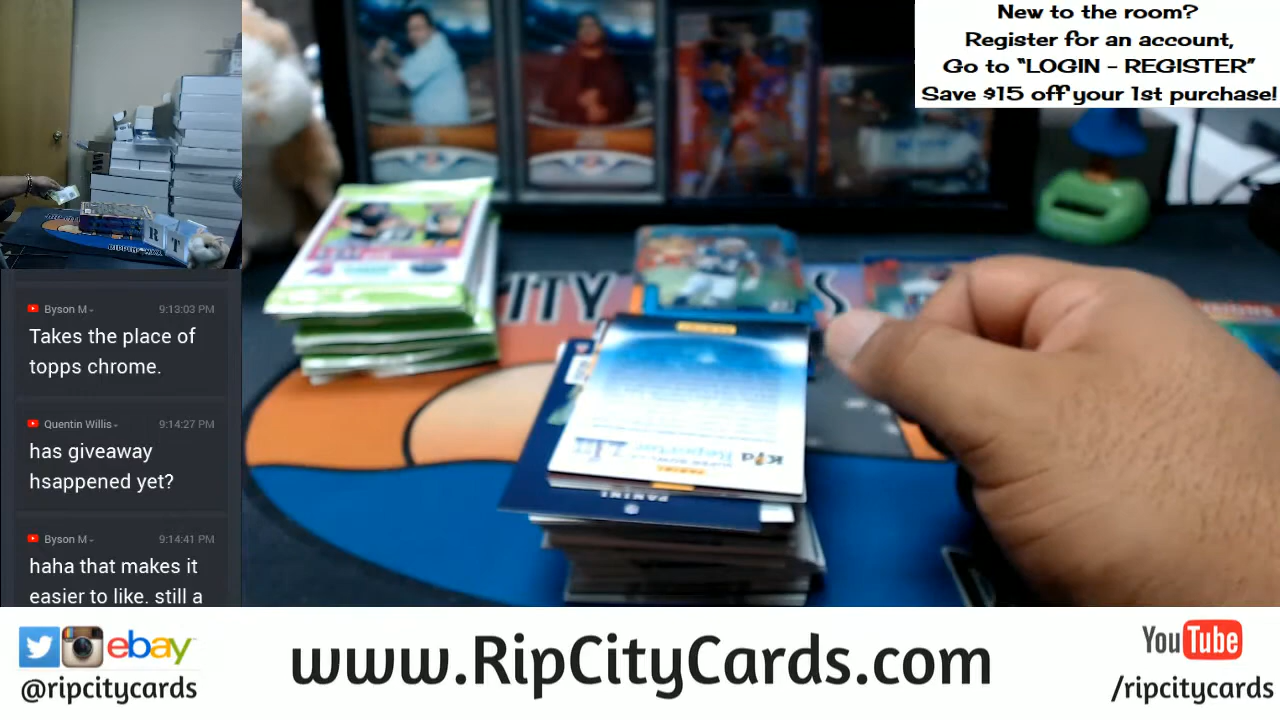 New to the room?
Register for an account,
Go to “LOGIN - REGISTER”
Save $15 off your 1st purchase!
Byson M
9:13:03 PM
Takes the place of
topps chrome.
Quentin Willis
9:14:27 PM
has giveaway
hsappened yet?
Byson M
9:14:41 PM
haha that makes it
easier to like. still a
R T
ITY
S
Kid
Reporter
PANINI
ebay
@ripcitycards
www.RipCityCards.com
YouTube
/ripcitycards